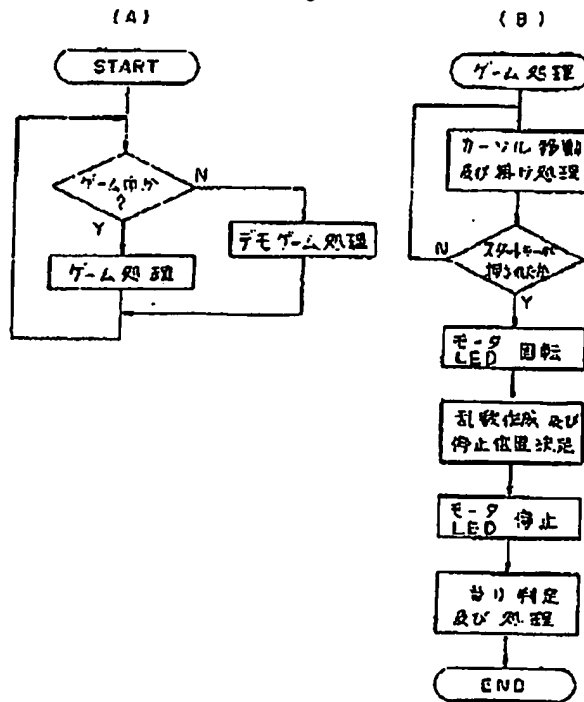 (A)
START
ゲーム中か
?
N
Y
デモゲーム処理
ゲーム処理
(B)
ゲーム処理
カーソル移動
及び掛け処理
N
スタートキーが
押されたか
Y
モータ
LED 回転
乱数作成及び
停止位置決定
モータ
LED 停止
当り判定
及び処理
END